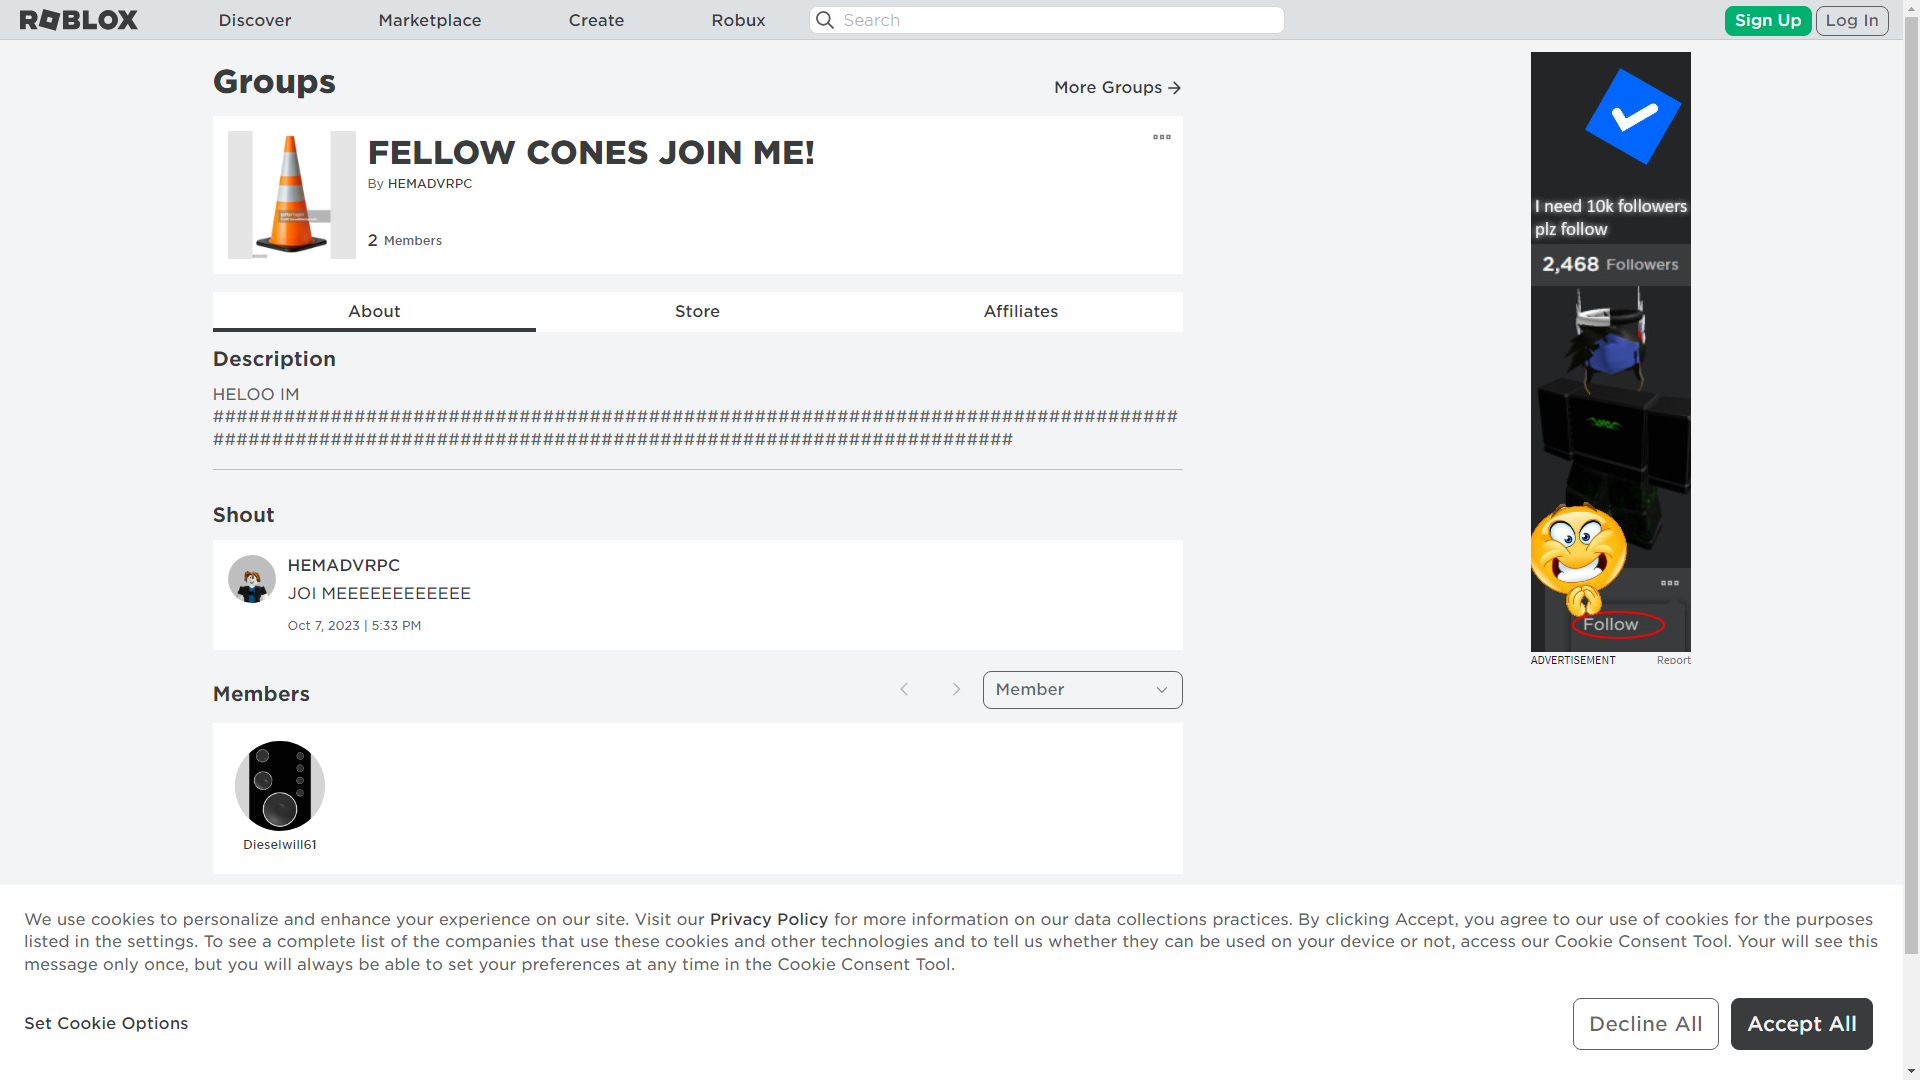 ROBLOX
Discover
Marketplace
Create
Robux
Search
Sign Up
Log In
Groups
More Groups
FELLOW CONES JOIN ME!
By HEMADVRPC
2 Members
About
Store
Affiliates
Description
HELOO IM
##################################################################################
####################################################################
Shout
HEMADVRPC
JOI MEEEEEEEEEEEE
Oct 7, 2023 | 5:33 PM
Members
Member
Dieselwill61
I need 10k followers
plz follow
2,468 Followers
Follow
ADVERTISEMENT
Report
We use cookies to personalize and enhance your experience on our site. Visit our Privacy Policy for more information on our data collections practices. By clicking Accept, you agree to our use of cookies for the purposes
listed in the settings. To see a complete list of the companies that use these cookies and other technologies and to tell us whether they can be used on your device or not, access our Cookie Consent Tool. Your will see this
message only once, but you will always be able to set your preferences at any time in the Cookie Consent Tool.
Set Cookie Options
Decline All
Accept All